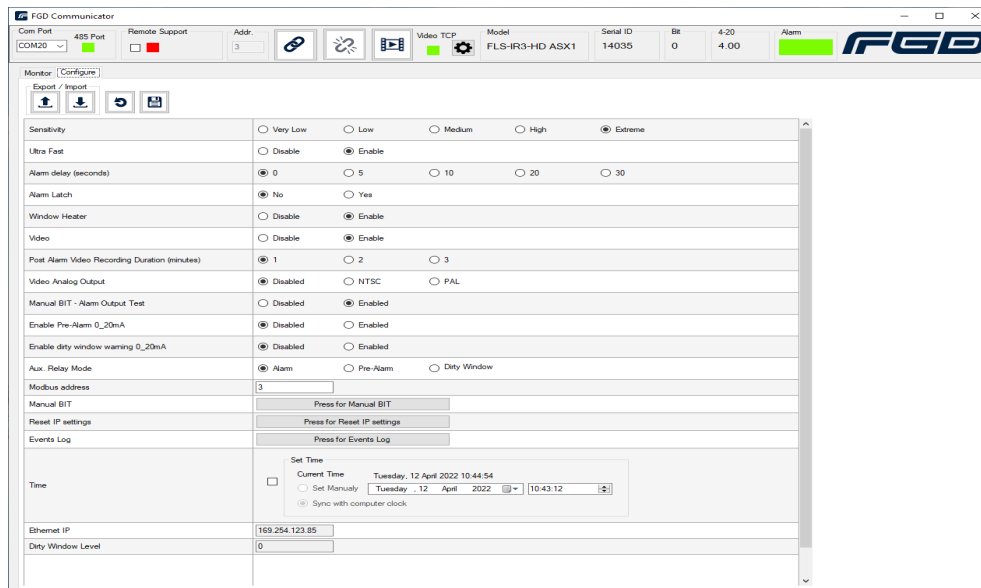 FGD Communicator
Com Port
485 Port
Remote Support
Addr.
Video TCP
Model
Serial ID
Bit
4-20
Alarm
COM20
3
FLS-IR3-HD ASX1
14035
0
4.00
FGD
Monitor Configure
Export / Import
Sensitivity Very Low Low Medium High Extreme
Ultra Fast Disable Enable
Alarm delay (seconds) 0 5 10 20 30
Alarm Latch No Yes
Window Heater Disable Enable
Video Disable Enable
Post Alarm Video Recording Duration (minutes) 1 2 3
Video Analog Output Disabled NTSC PAL
Manual BIT - Alarm Output Test Disabled Enabled
Enable Pre-Alarm 0_20mA Disabled Enabled
Enable dirty window warning 0_20mA Disabled Enabled
Aux. Relay Mode Alarm Pre-Alarm Dirty Window
Modbus address 3
Manual BIT Press for Manual BIT
Reset IP settings Press for Reset IP settings
Events Log Press for Events Log
Time
Set Time
Current Time Tuesday, 12 April 2022 10:44:54
Set Manualy Tuesday , 12 April 2022 10:43:12
Sync with computer clock
Ethernet IP 169.254.123.85
Dirty Window Level 0